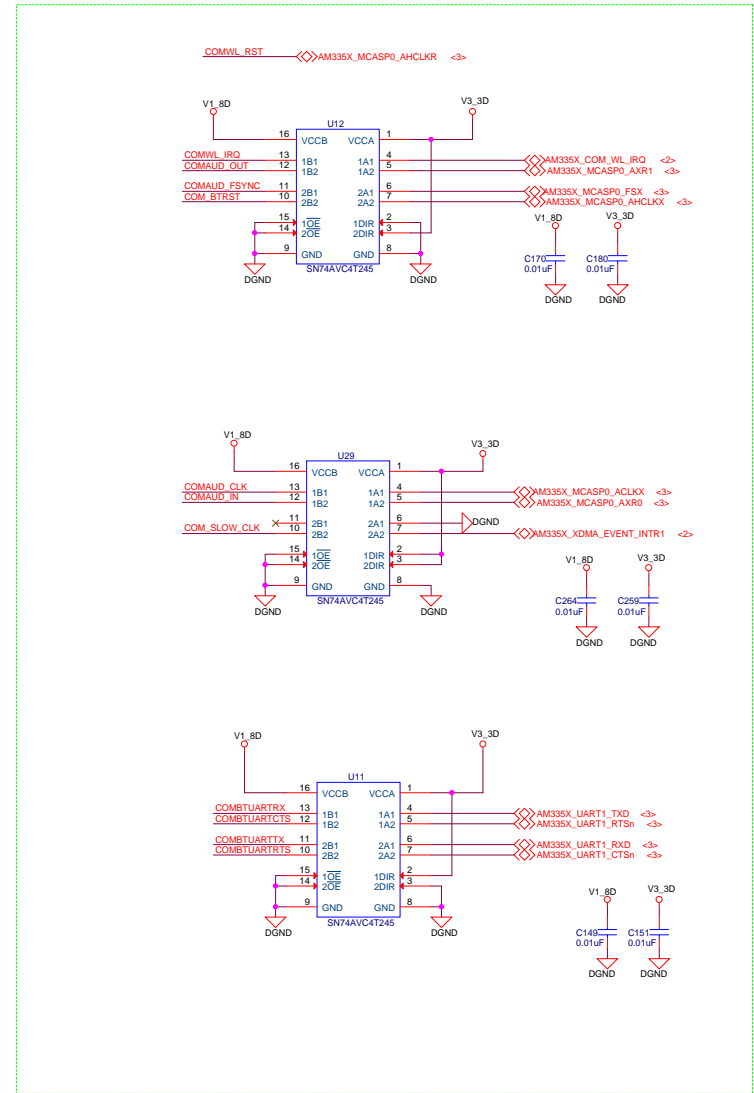 COMWL_RST AM335X_MCASP0_AHCLKR <3>
V1_8D V3_3D
U12
16 VCCB VCCA 1
COMWL_IRQ 13 1B1 1A1 4 AM335X_COM_WL_IRQ <2>
COMAUD_OUT 12 1B2 1A2 5 AM335X_MCASP0_AXR1 <3>
COMAUD_FSYNC 11 2B1 2A1 6 AM335X_MCASP0_FSX <3>
COM_BTRST 10 2B2 2A2 7 AM335X_MCASP0_AHCLKX <3>
15 1OE 1DIR 2
14 2OE 2DIR 3
9 GND GND 8
SN74AVC4T245
DGND DGND
V1_8D V3_3D
C170 C180
0.01uF 0.01uF
DGND DGND
V1_8D V3_3D
U29
16 VCCB VCCA 1
COMAUD_CLK 13 1B1 1A1 4 AM335X_MCASP0_ACLKX <3>
COMAUD_IN 12 1B2 1A2 5 AM335X_MCASP0_AXR0 <3>
11 2B1 2A1 6 DGND
COM_SLOW_CLK 10 2B2 2A2 7 AM335X_XDMA_EVENT_INTR1 <2>
15 1OE 1DIR 2
14 2OE 2DIR 3
9 GND GND 8
SN74AVC4T245
DGND DGND
V1_8D V3_3D
C264 C259
0.01uF 0.01uF
DGND DGND
V1_8D V3_3D
U11
16 VCCB VCCA 1
COMBTUARTRX 13 1B1 1A1 4 AM335X_UART1_TXD <3>
COMBTUARTCTS 12 1B2 1A2 5 AM335X_UART1_RTSn <3>
COMBTUARTTX 11 2B1 2A1 6 AM335X_UART1_RXD <3>
COMBTUARTRTS 10 2B2 2A2 7 AM335X_UART1_CTSn <3>
15 1OE 1DIR 2
14 2OE 2DIR 3
9 GND GND 8
SN74AVC4T245
DGND DGND
V1_8D V3_3D
C149 C151
0.01uF 0.01uF
DGND DGND